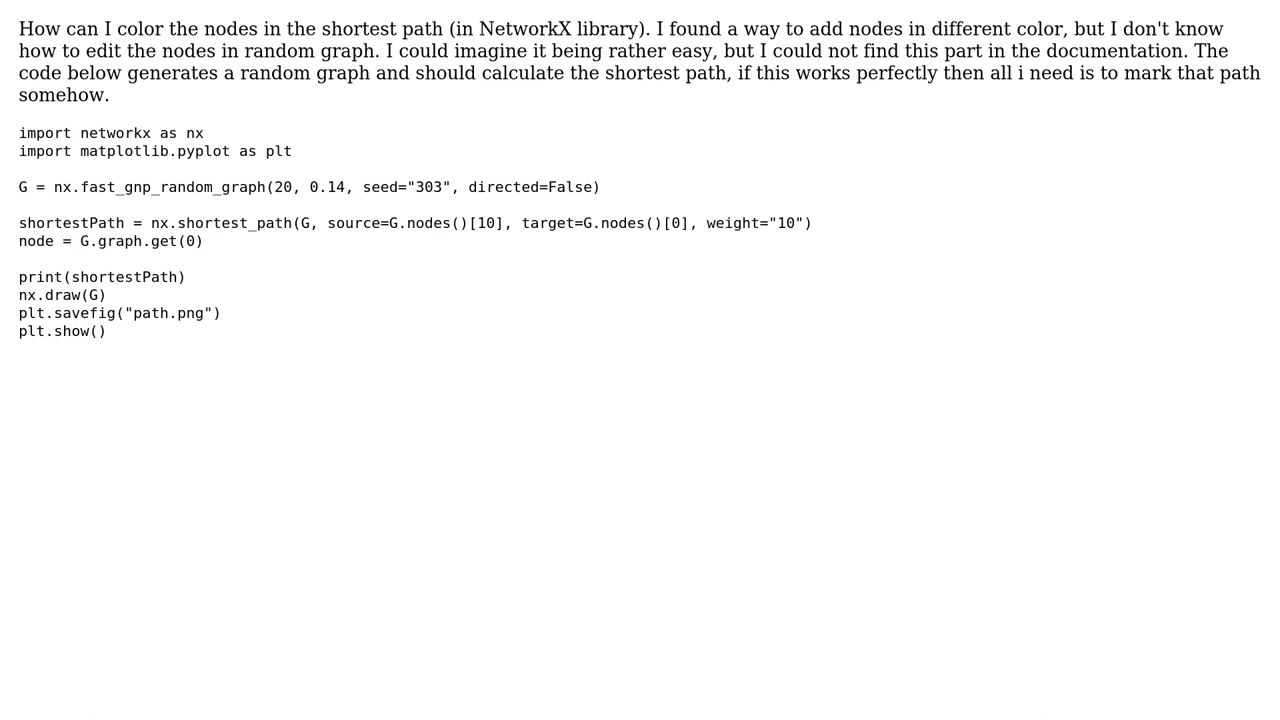 How can I color the nodes in the shortest path (in NetworkX library). I found a way to add nodes in different color, but I don't know
how to edit the nodes in random graph. I could imagine it being rather easy, but I could not find this part in the documentation. The
code below generates a random graph and should calculate the shortest path, if this works perfectly then all i need is to mark that path
somehow.
import networkx as nx
import matplotlib.pyplot as plt
G = nx.fast_gnp_random_graph(20, 0.14, seed="303", directed=False)
shortestPath = nx.shortest_path(G, source=G.nodes()[10], target=G.nodes()[0], weight="10")
node = G.graph.get(0)
print(shortestPath)
nx.draw(G)
plt.savefig("path.png")
plt.show()